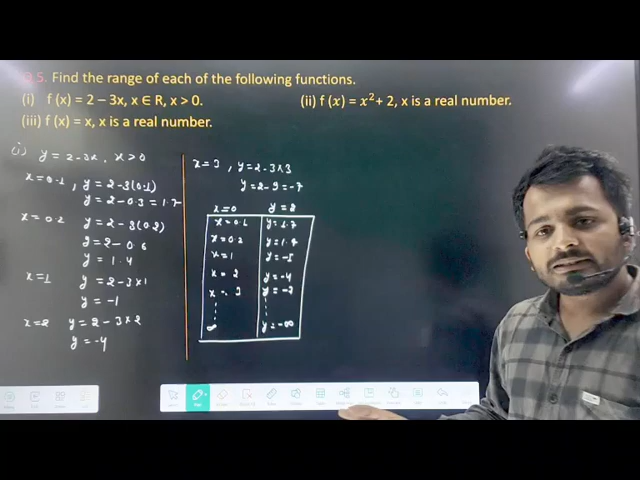 Q.5. Find the range of each of the following functions.
(i) f (x) = 2 – 3x, x ∈ R, x > 0.
(ii) f (x) = x²+ 2, x is a real number.
(iii) f (x) = x, x is a real number.
(i) y = 2-3x, x>0
x=0.1, y = 2-3(0.1)
y = 2-0.3 = 1.7
x=0.2 y = 2-3(0.2)
y = 2-0.6
y = 1.4
x=1 y = 2-3×1
y = -1
x=2 y = 2-3×2
y = -4
x=3, y=2-3×3
y=2-9=-7
x=0 y=2
x=0.1 y=1.7
x=0.2
x=1
x=2 y=-4
x=3
∞ y=-∞